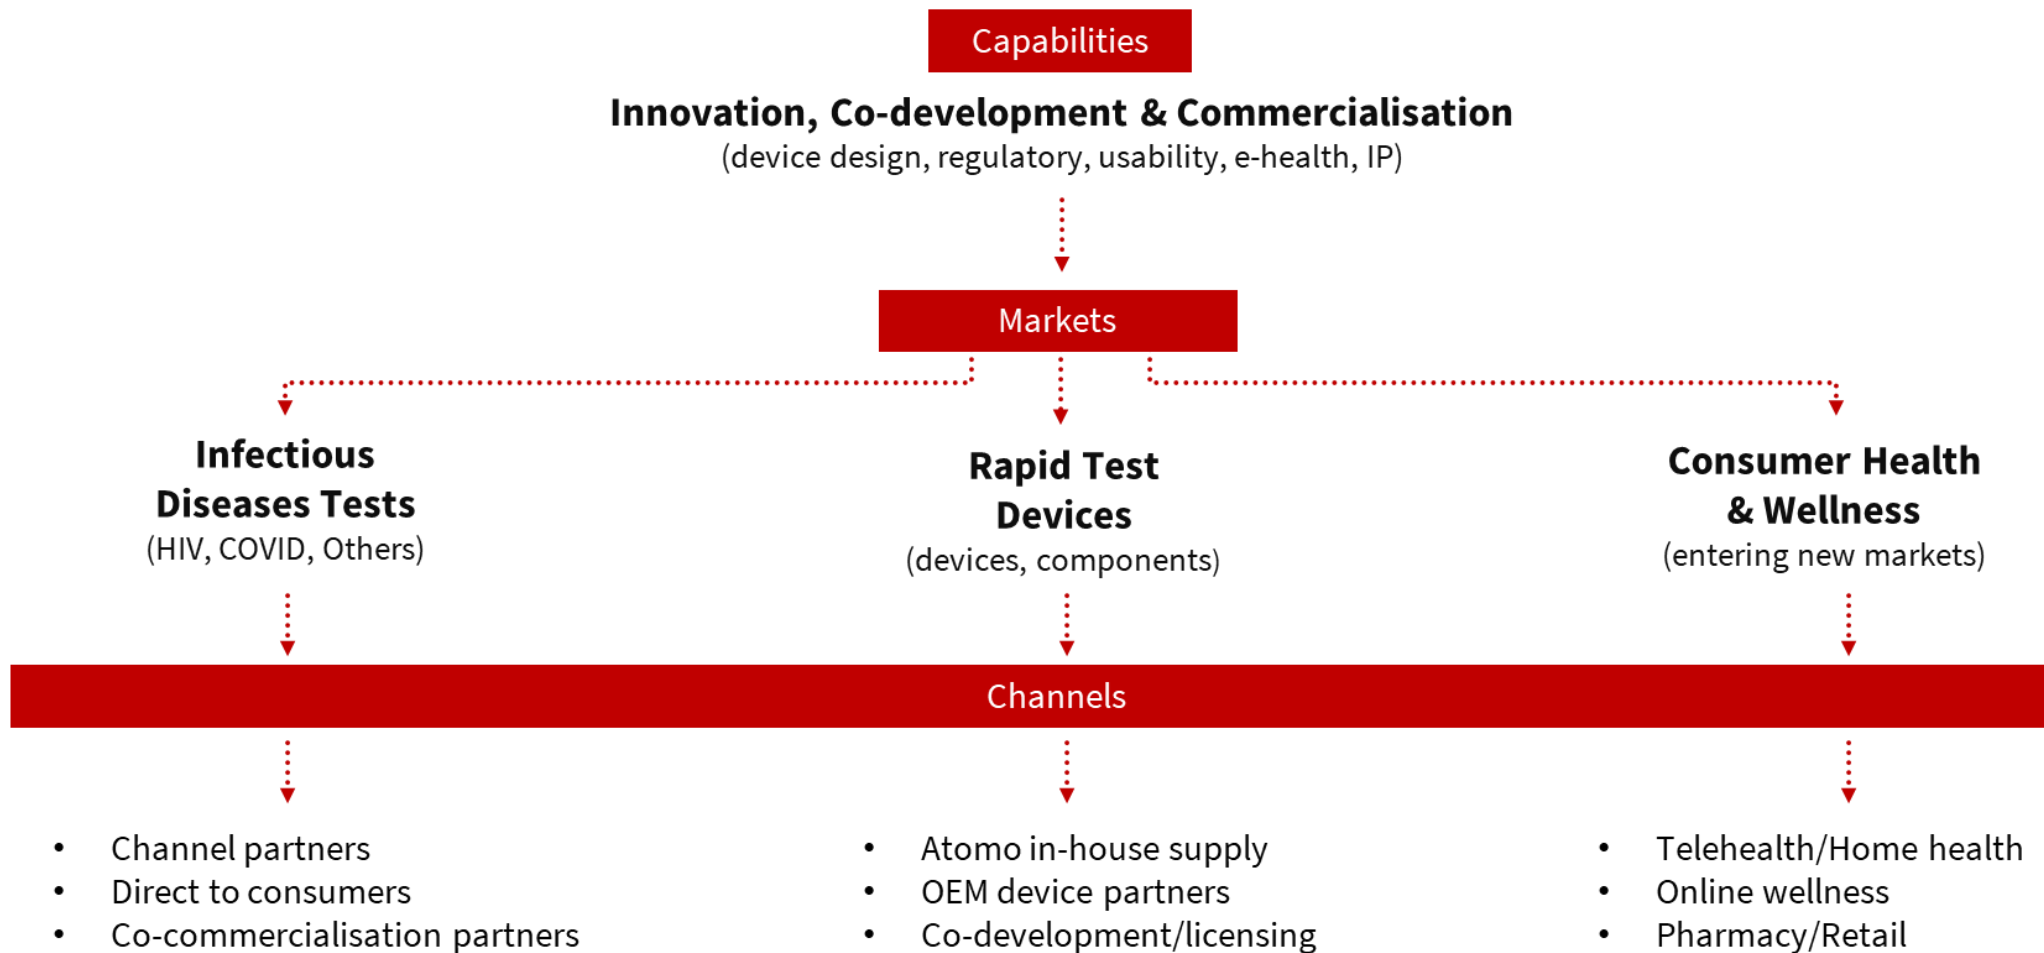 Capabilities
Innovation, Co-development & Commercialisation
(device design, regulatory, usability, e-health, IP)
Markets
Infectious
Diseases Tests
(HIV, COVID, Others)
Rapid Test
Devices
(devices, components)
Consumer Health
& Wellness
(entering new markets)
Channels
• Channel partners
• Direct to consumers
• Co-commercialisation partners
• Atomo in-house supply
• OEM device partners
• Co-development/licensing
• Telehealth/Home health
• Online wellness
• Pharmacy/Retail